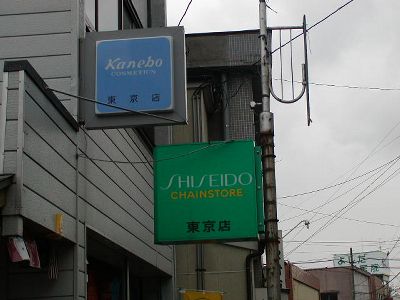 Kanebo
COSMETICS
東京店
SHISEIDO
CHAINSTORE
東京店